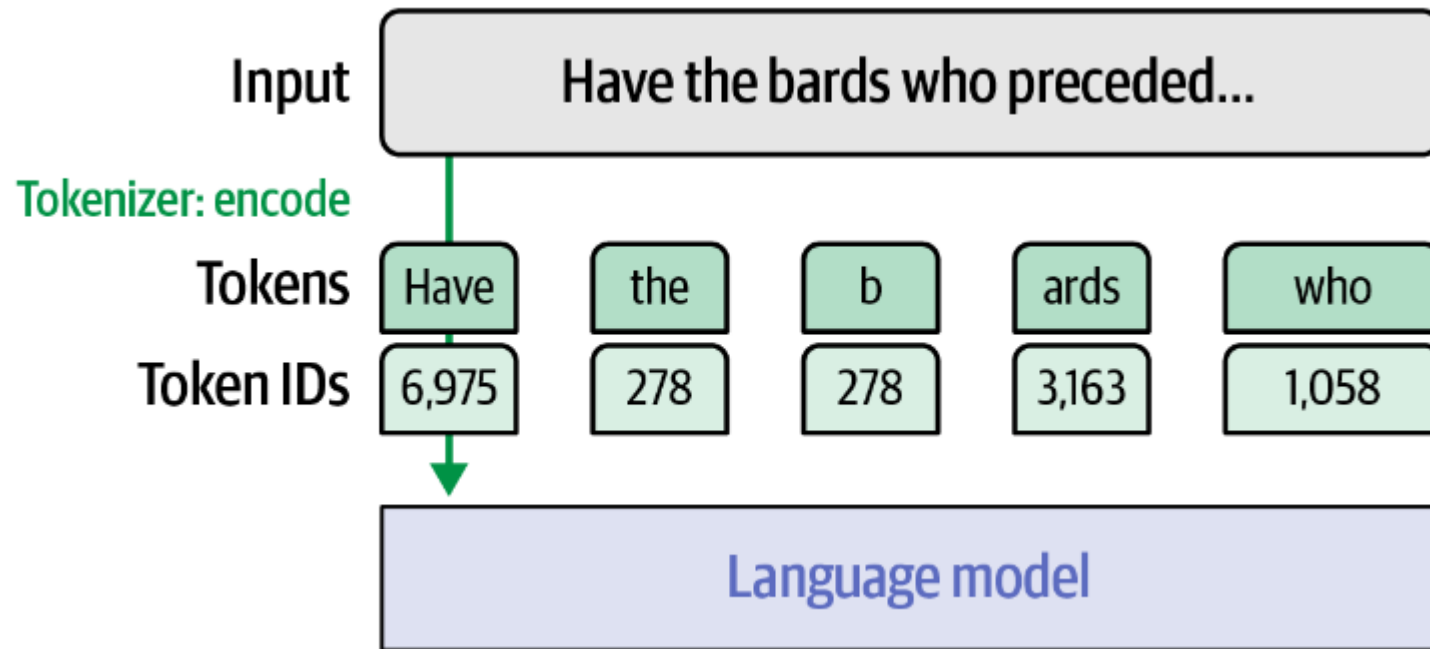 Input Have the bards who preceded...
Tokenizer: encode
Tokens Have the b ards who
Token IDs 6,975 278 278 3,163 1,058
Language model